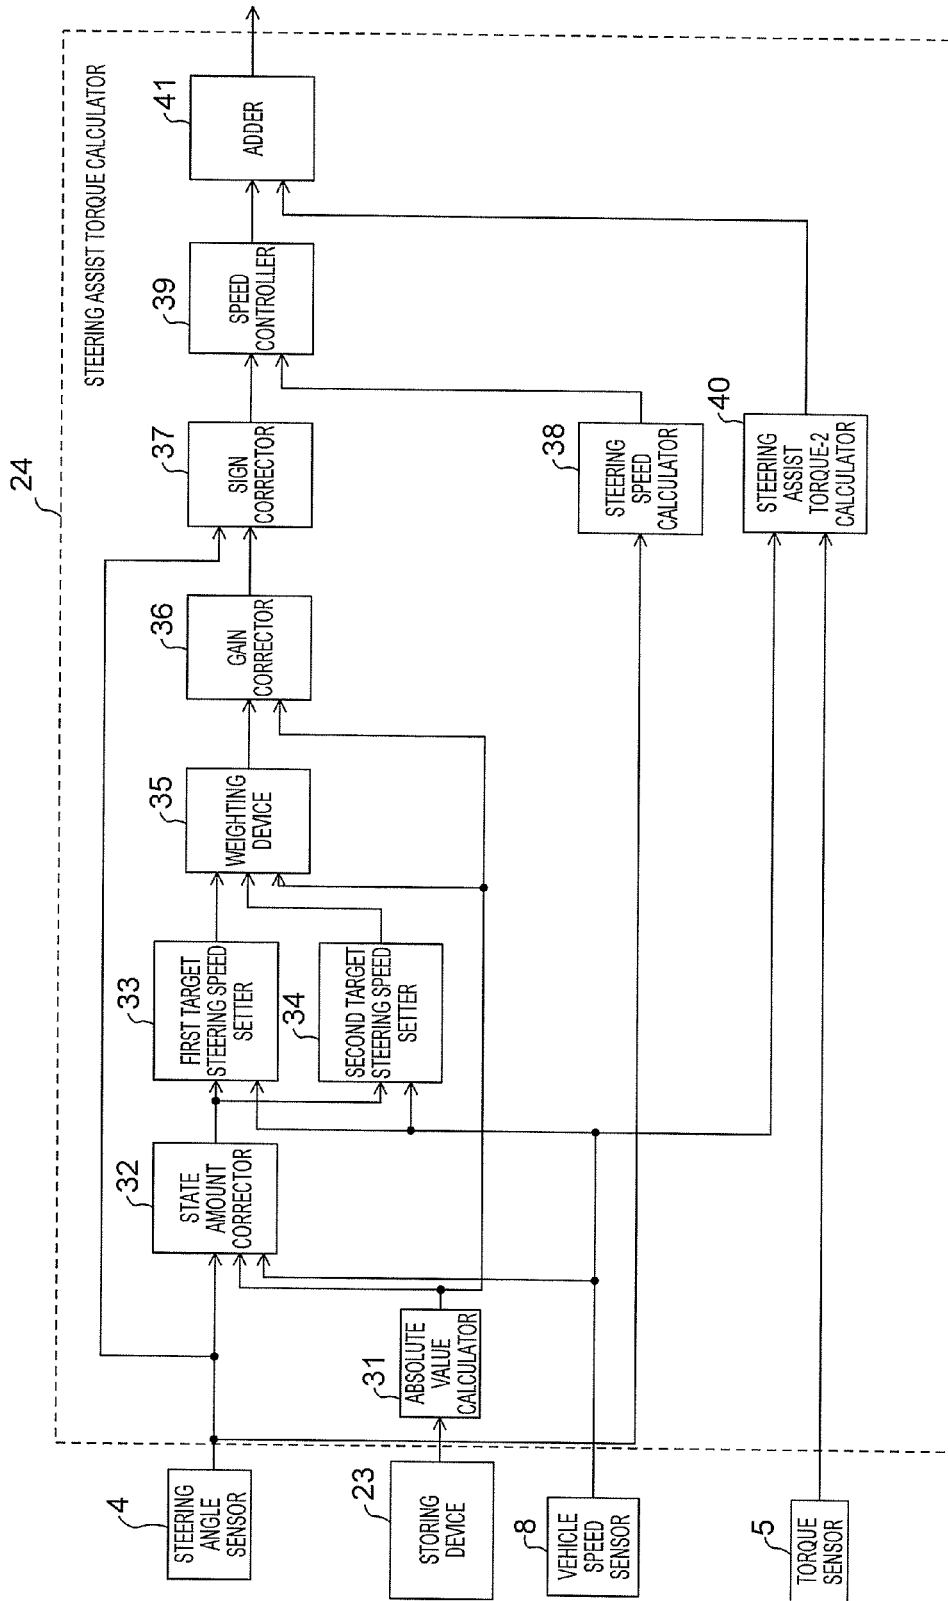 24
STEERING ASSIST TORQUE CALCULATOR
4
STEERING
ANGLE
SENSOR
23
STORING
DEVICE
8
VEHICLE
SPEED
SENSOR
5
TORQUE
SENSOR
31
ABSOLUTE
VALUE
CALCULATOR
32
STATE
AMOUNT
CORRECTOR
33
FIRST TARGET
STEERING SPEED
SETTER
34
SECOND TARGET
STEERING SPEED
SETTER
35
WEIGHTING
DEVICE
36
GAIN
CORRECTOR
37
SIGN
CORRECTOR
38
STEERING
SPEED
CALCULATOR
39
SPEED
CONTROLLER
40
STEERING
ASSIST
TORQUE-2
CALCULATOR
41
ADDER